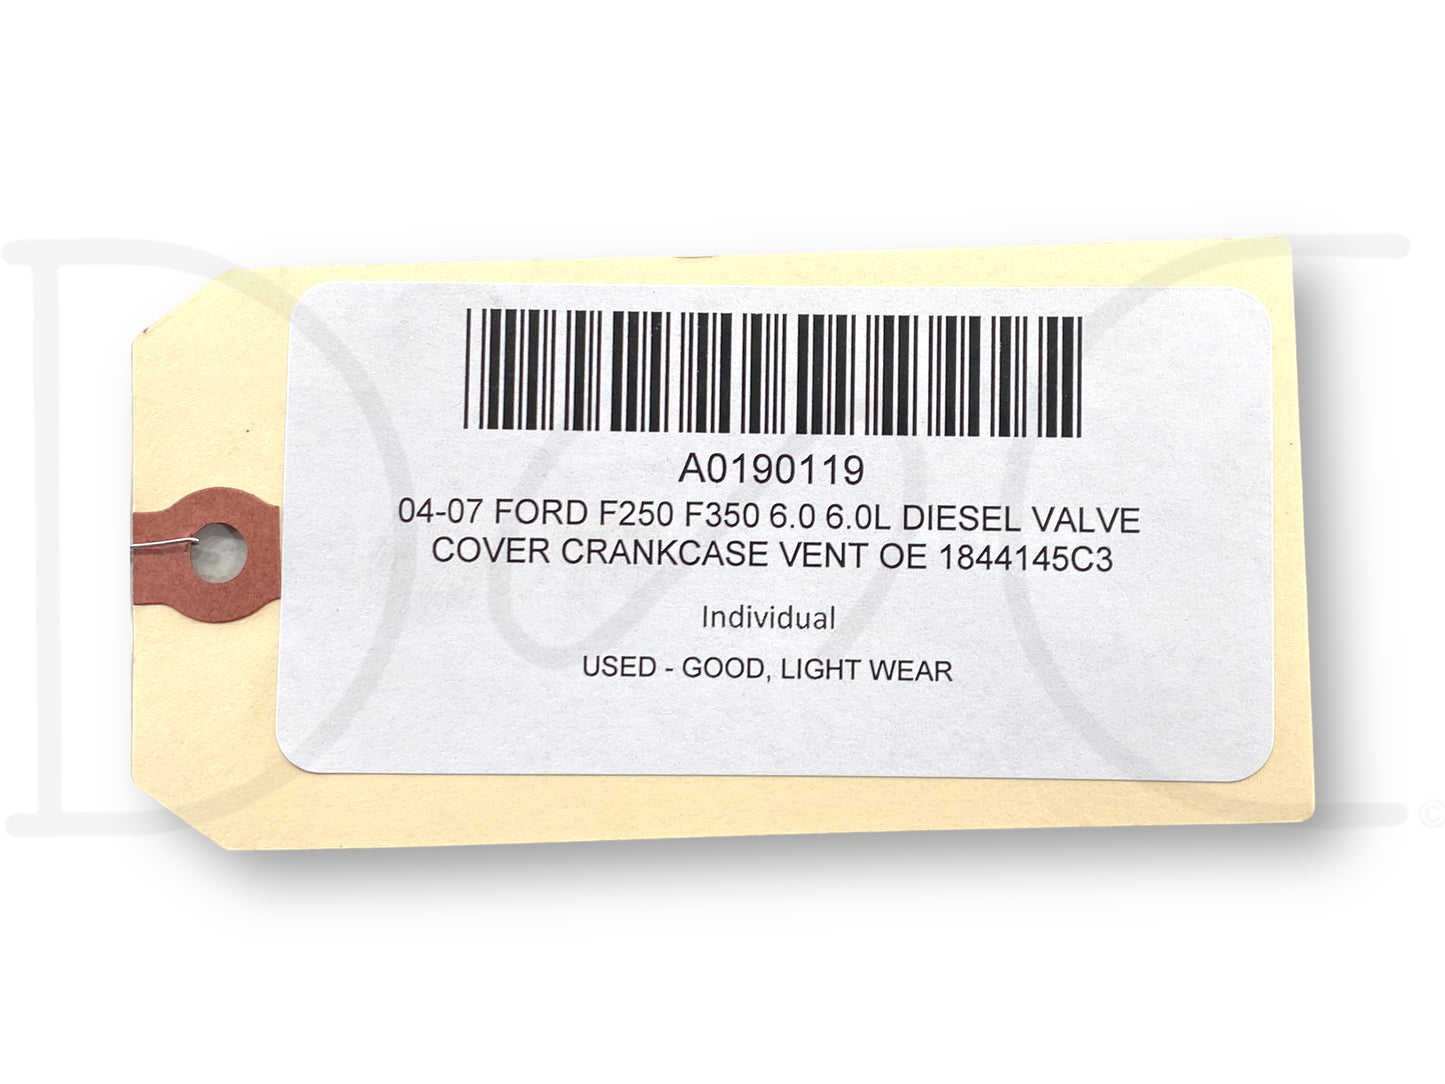 A0190119
04-07 FORD F250 F350 6.0 6.0L DIESEL VALVE
COVER CRANKCASE VENT OE 1844145C3
Individual
USED - GOOD, LIGHT WEAR
©